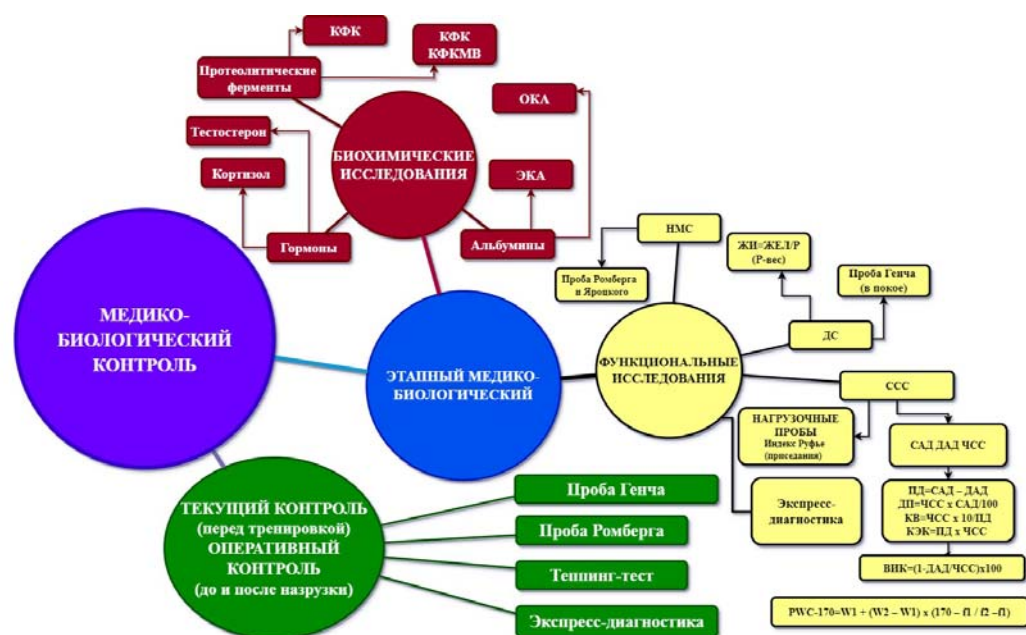 КФК
КФК
КФКМВ
Протеолитические
ферменты
ОКА
Тестостерон
БИОХИМИЧЕСКИЕ
ИССЛЕДОВАНИЯ
Кортизол
ЭКА
Гормоны
Альбумины
НМС
ЖИ=ЖЕЛ/Р
(Р-вес)
Проба Генча
(в покое)
Проба Ромберга
и Яроцкого
ДС
МЕДИКО-
БИОЛОГИЧЕСКИЙ
КОНТРОЛЬ
ЭТАПНЫЙ МЕДИКО-
БИОЛОГИЧЕСКИЙ
ФУНКЦИОНАЛЬНЫЕ
ИССЛЕДОВАНИЯ
ССС
НАГРУЗОЧНЫЕ
ПРОБЫ
Индекс Руфье
(приседания)
САД ДАД ЧСС
Экспресс-
диагностика
ПД=САД – ДАД
ДП=ЧСС х САД/100
КВ=ЧСС х 10/ПД
КЭК=ПД х ЧСС
ВИК=(1-ДАД/ЧСС)х100
PWC-170=W1 + (W2 – W1) х (170 – f1 / f2 –f1)
ТЕКУЩИЙ КОНТРОЛЬ
(перед тренировкой)
ОПЕРАТИВНЫЙ
КОНТРОЛЬ
(до и после назрузки)
Проба Генча
Проба Ромберга
Теппинг-тест
Экспресс-диагностика